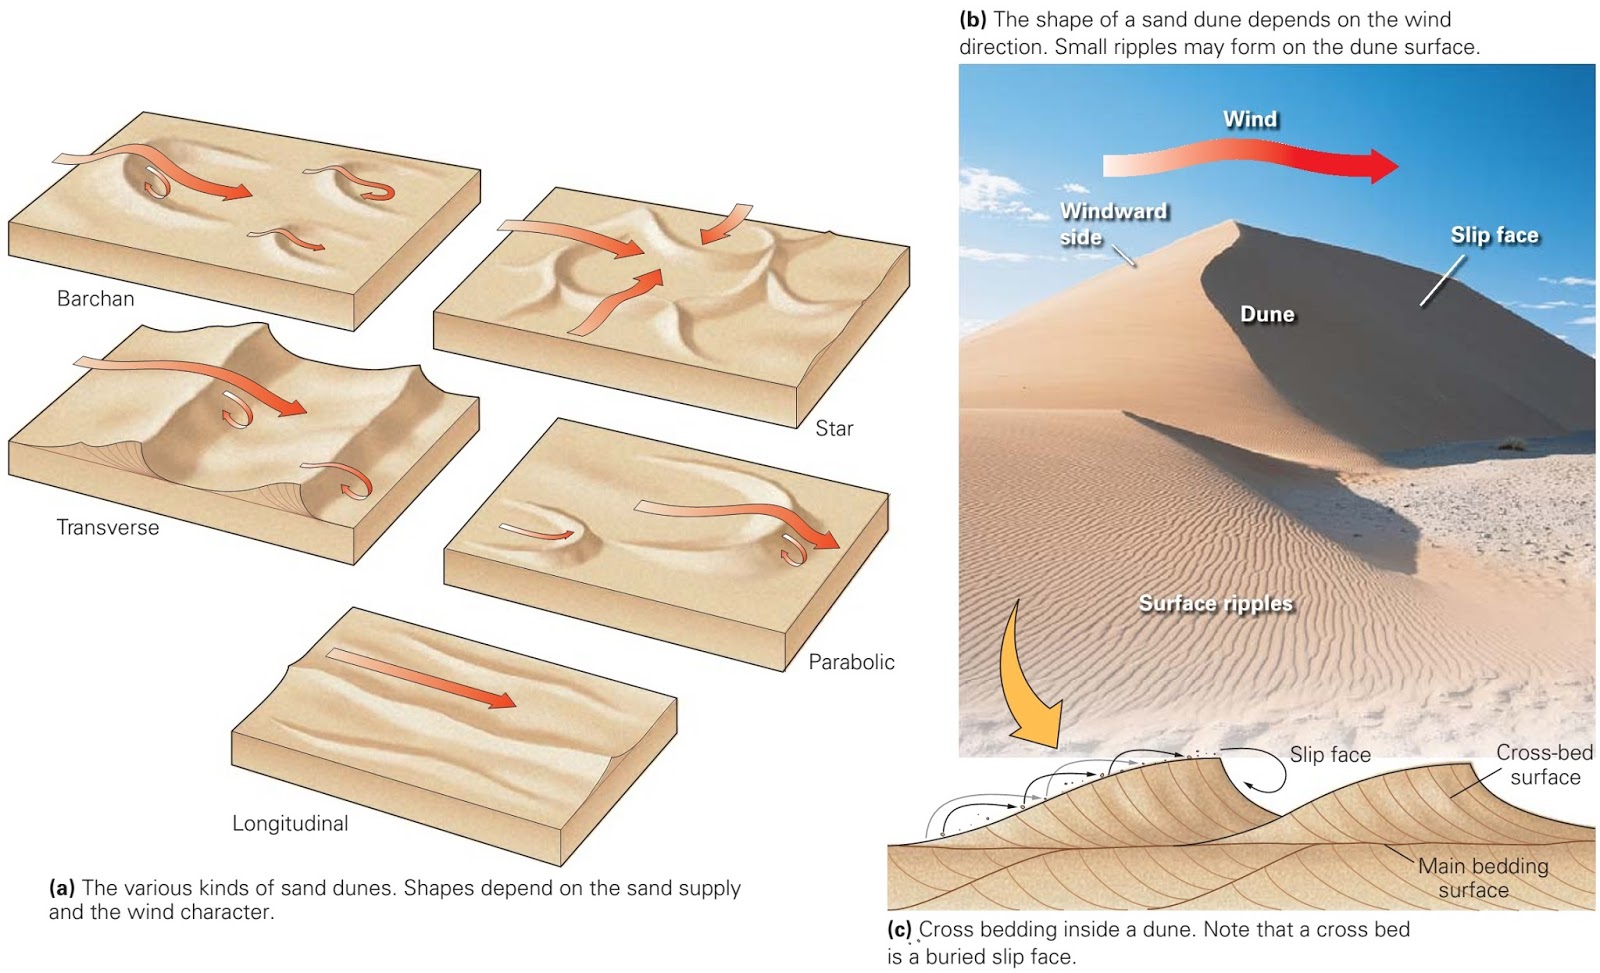 Barchan
Star
Transverse
Parabolic
Longitudinal
(a) The various kinds of sand dunes. Shapes depend on the sand supply
and the wind character.
(b) The shape of a sand dune depends on the wind
direction. Small ripples may form on the dune surface.
Wind
Windward
side
Slip face
Dune
Surface ripples
Slip face
Cross-bed
surface
Main bedding
surface
(c) Cross bedding inside a dune. Note that a cross bed
is a buried slip face.